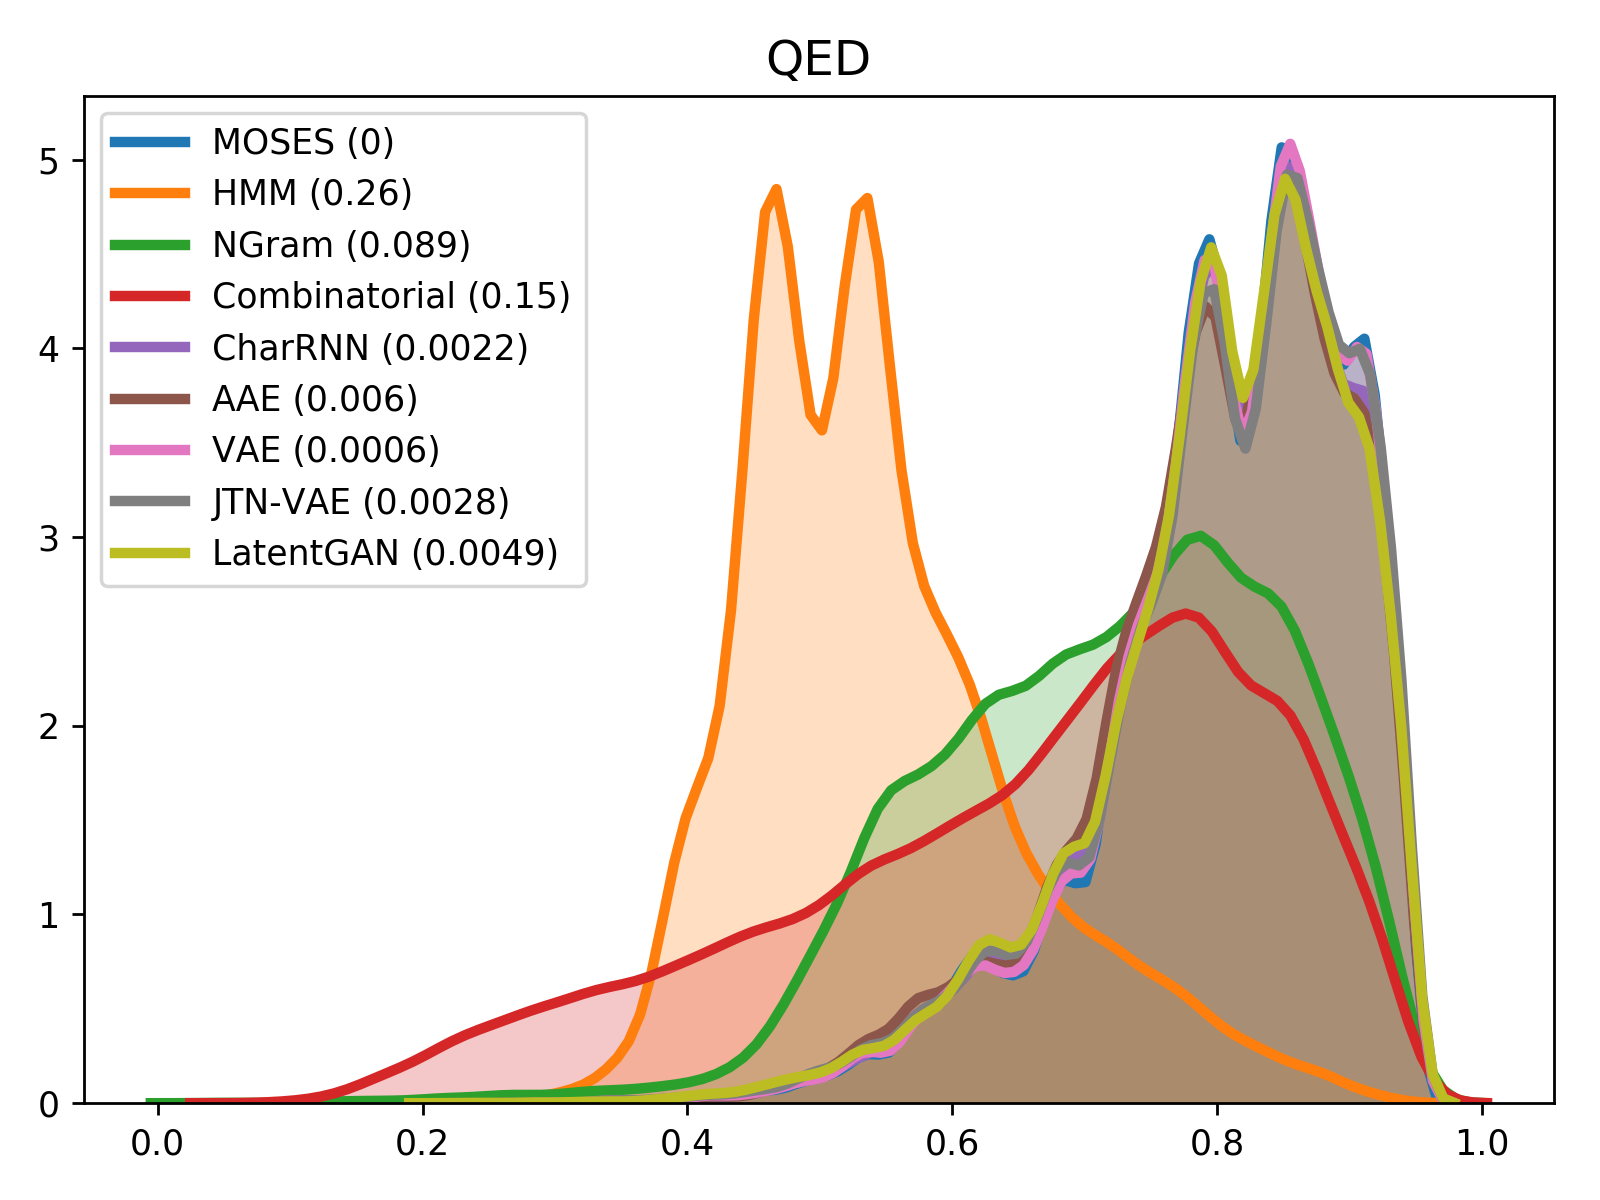 QED
MOSES (0)
HMM (0.26)
NGram (0.089)
Combinatorial (0.15)
CharRNN (0.0022)
AAE (0.006)
VAE (0.0006)
JTN-VAE (0.0028)
LatentGAN (0.0049)
5
4
3
2
1
0
0.0 0.2 0.4 0.6 0.8 1.0